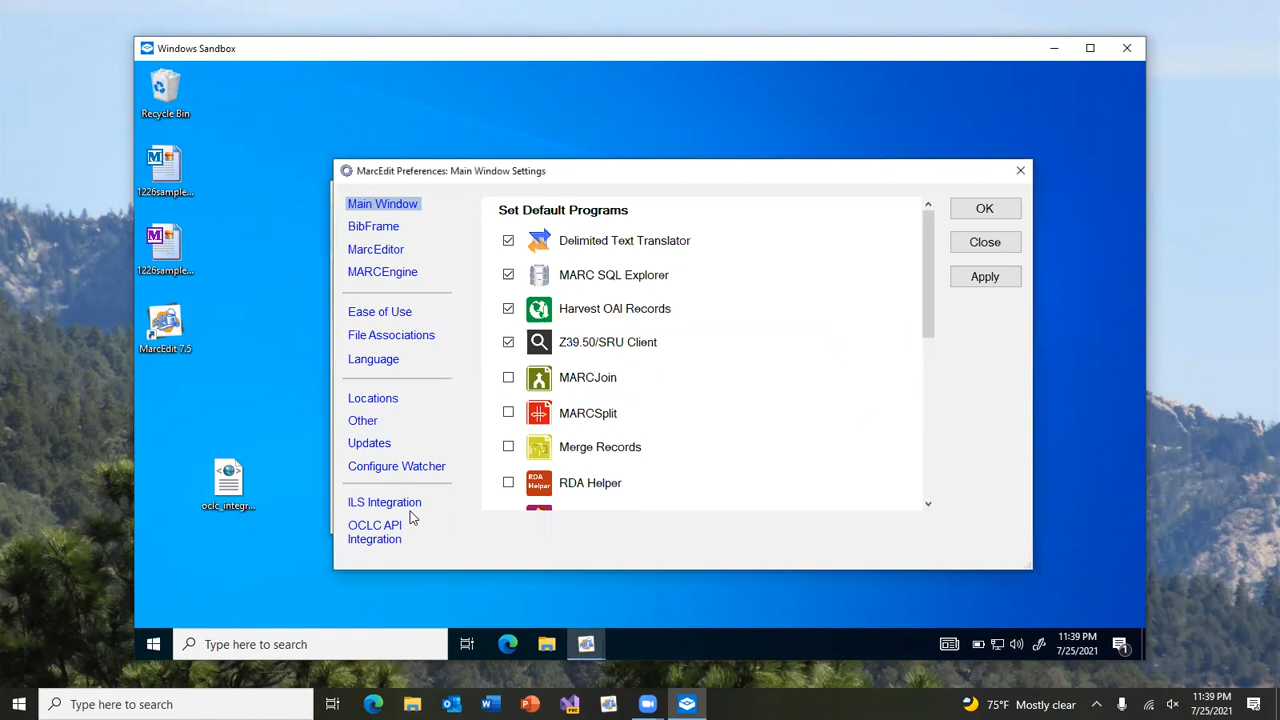 Windows Sandbox
Recycle Bin
1226sample...
1226sample...
MarcEdit 7.5
oclc_integr...
MarcEdit Preferences: Main Window Settings
Main Window
BibFrame
MarcEditor
MARCEngine
Ease of Use
File Associations
Language
Locations
Other
Updates
Configure Watcher
ILS Integration
OCLC API
Integration
Set Default Programs
Delimited Text Translator
MARC SQL Explorer
Harvest OAI Records
Z39.50/SRU Client
MARCJoin
MARCSplit
Merge Records
RDA
Helper
RDA Helper
OK
Close
Apply
Type here to search
11:39 PM
7/25/2021
1
Type here to search
75°F Mostly clear
11:39 PM
7/25/2021